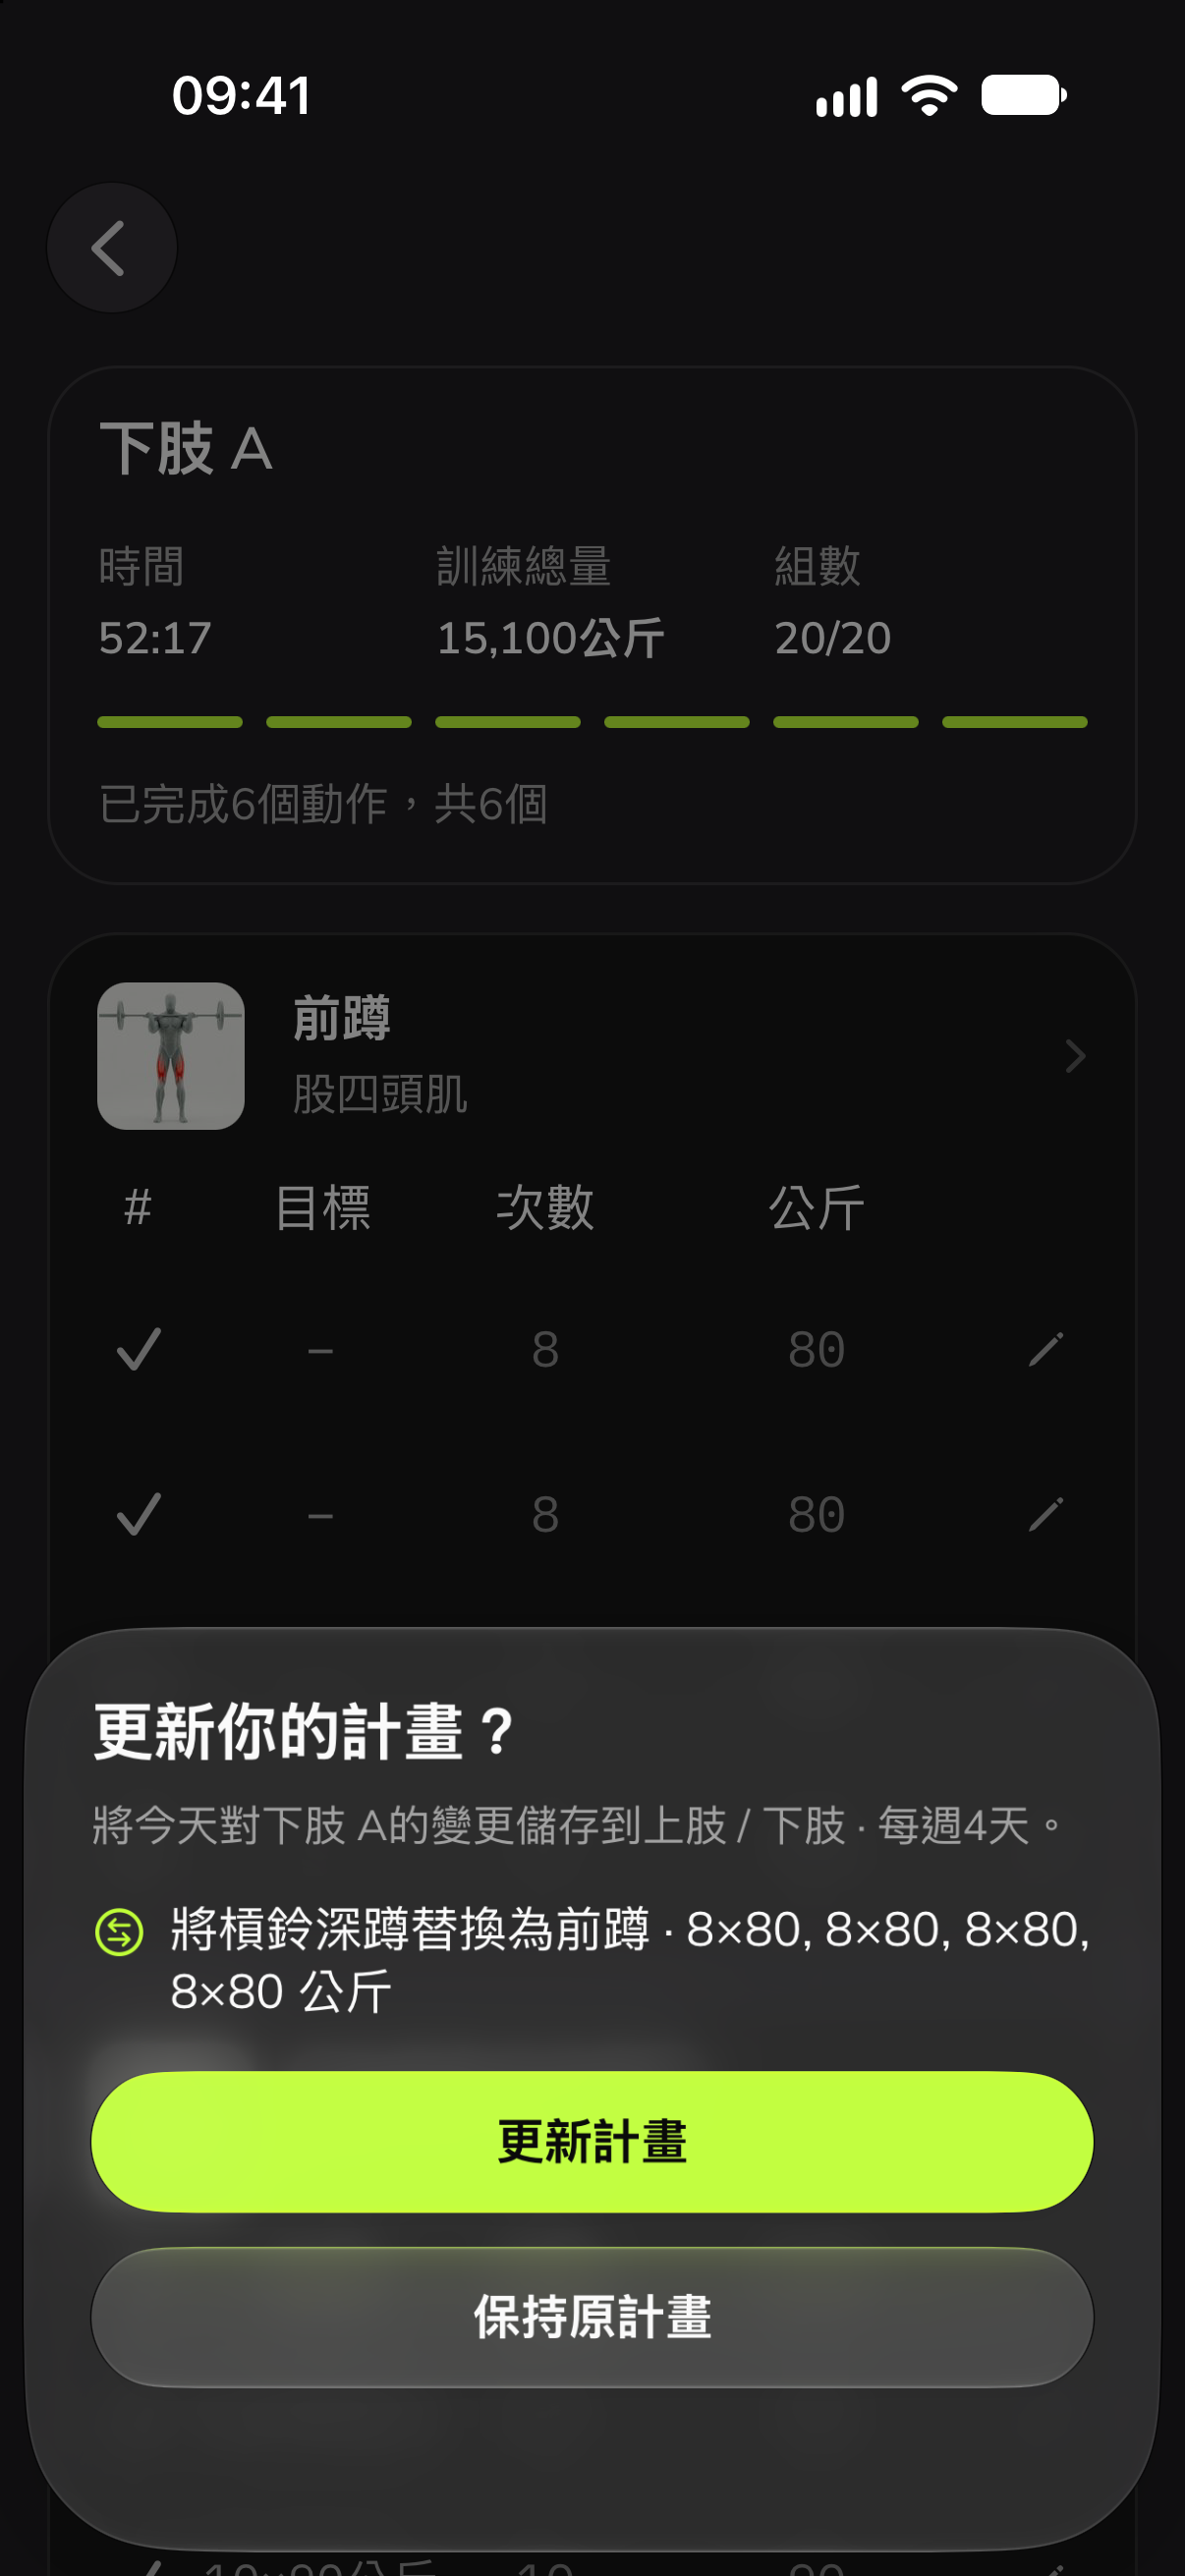 09:41
下肢 A
時間 訓練總量 組數
52:17 15,100公斤 20/20
已完成6個動作，共6個
前蹲
股四頭肌
# 目標 次數 公斤
– 8 80
– 8 80
更新你的計畫？
將今天對下肢 A的變更儲存到上肢 / 下肢 · 每週4天。
將槓鈴深蹲替換為前蹲 · 8×80, 8×80, 8×80,
8×80 公斤
更新計畫
保持原計畫